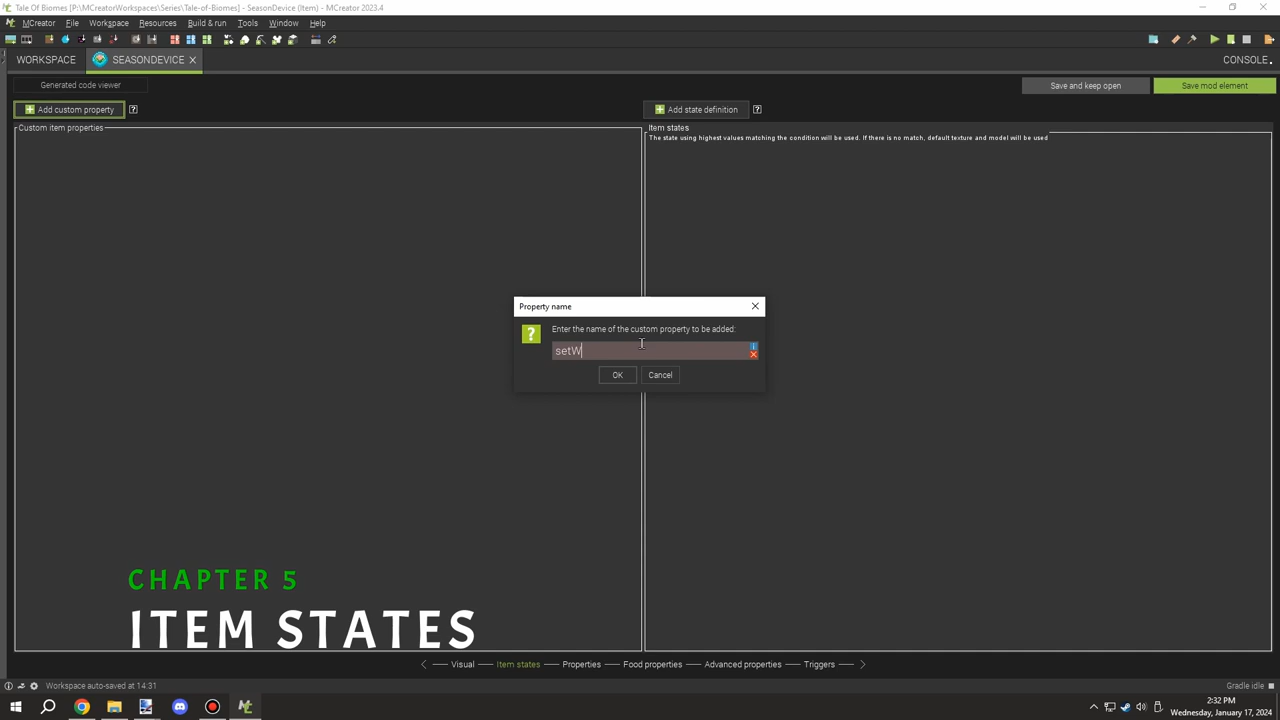 Tale Of Biomes [P:\MCreatorWorkspaces\Series\Tale-of-Biomes] - SeasonDevice (Item) - MCreator 2023.4
MCreator File Workspace Resources Build & run Tools Window Help
WORKSPACE SEASONDEVICE CONSOLE
Generated code viewer Save and keep open Save mod element
Add custom property ? Add state definition ?
Custom item properties Item states
The state using highest values matching the condition will be used. If there is no match, default texture and model will be used
Property name
Enter the name of the custom property to be added:
setW
OK Cancel
CHAPTER 5
ITEM STATES
Visual Item states Properties Food properties Advanced properties Triggers
Workspace auto-saved at 14:31 Gradle idle
2:32 PM
Wednesday, January 17, 2024